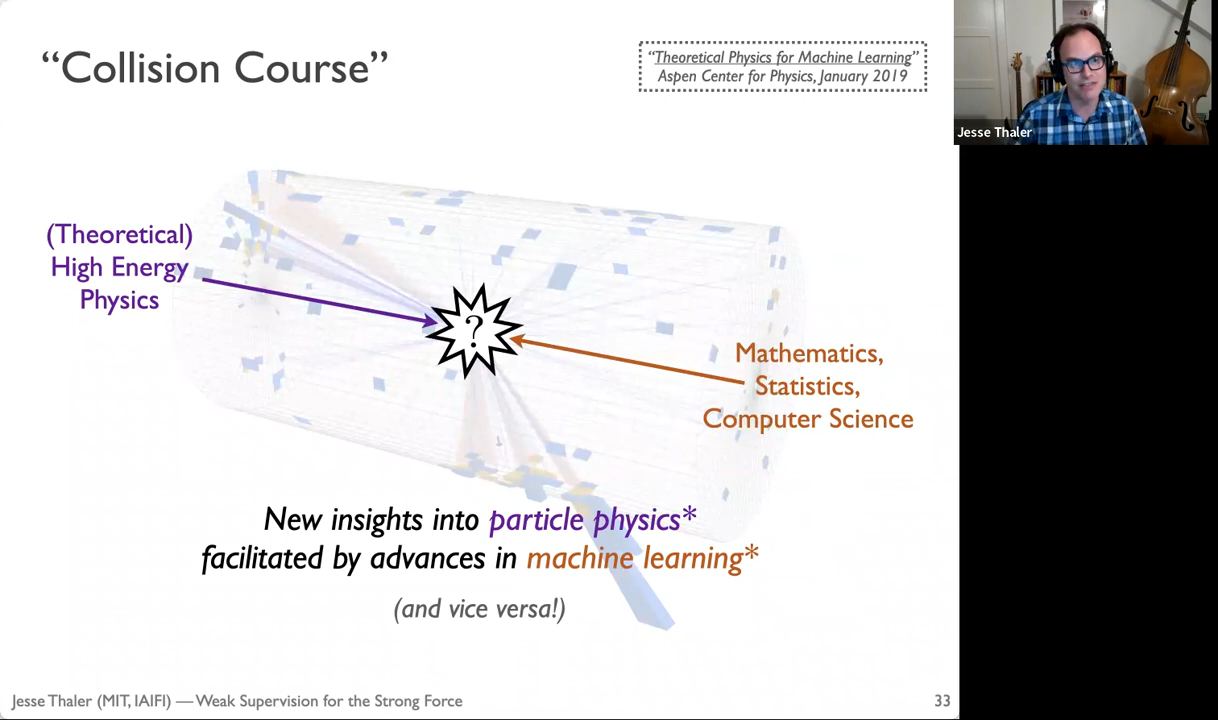 “Collision Course”
“Theoretical Physics for Machine Learning”
Aspen Center for Physics, January 2019
Jesse Thaler
(Theoretical)
High Energy
Physics
?
Mathematics,
Statistics,
Computer Science
New insights into particle physics*
facilitated by advances in machine learning*
(and vice versa!)
Jesse Thaler (MIT, IAIFI) — Weak Supervision for the Strong Force
33